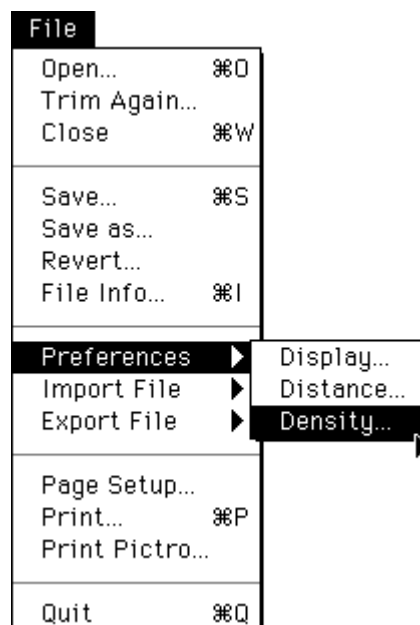 File
Open... ⌘O
Trim Again...
Close ⌘W
Save... ⌘S
Save as...
Revert...
File Info... ⌘I
Preferences ▶ Display...
Import File ▶ Distance...
Export File ▶ Density...
Page Setup...
Print... ⌘P
Print Pictro...
Quit ⌘Q